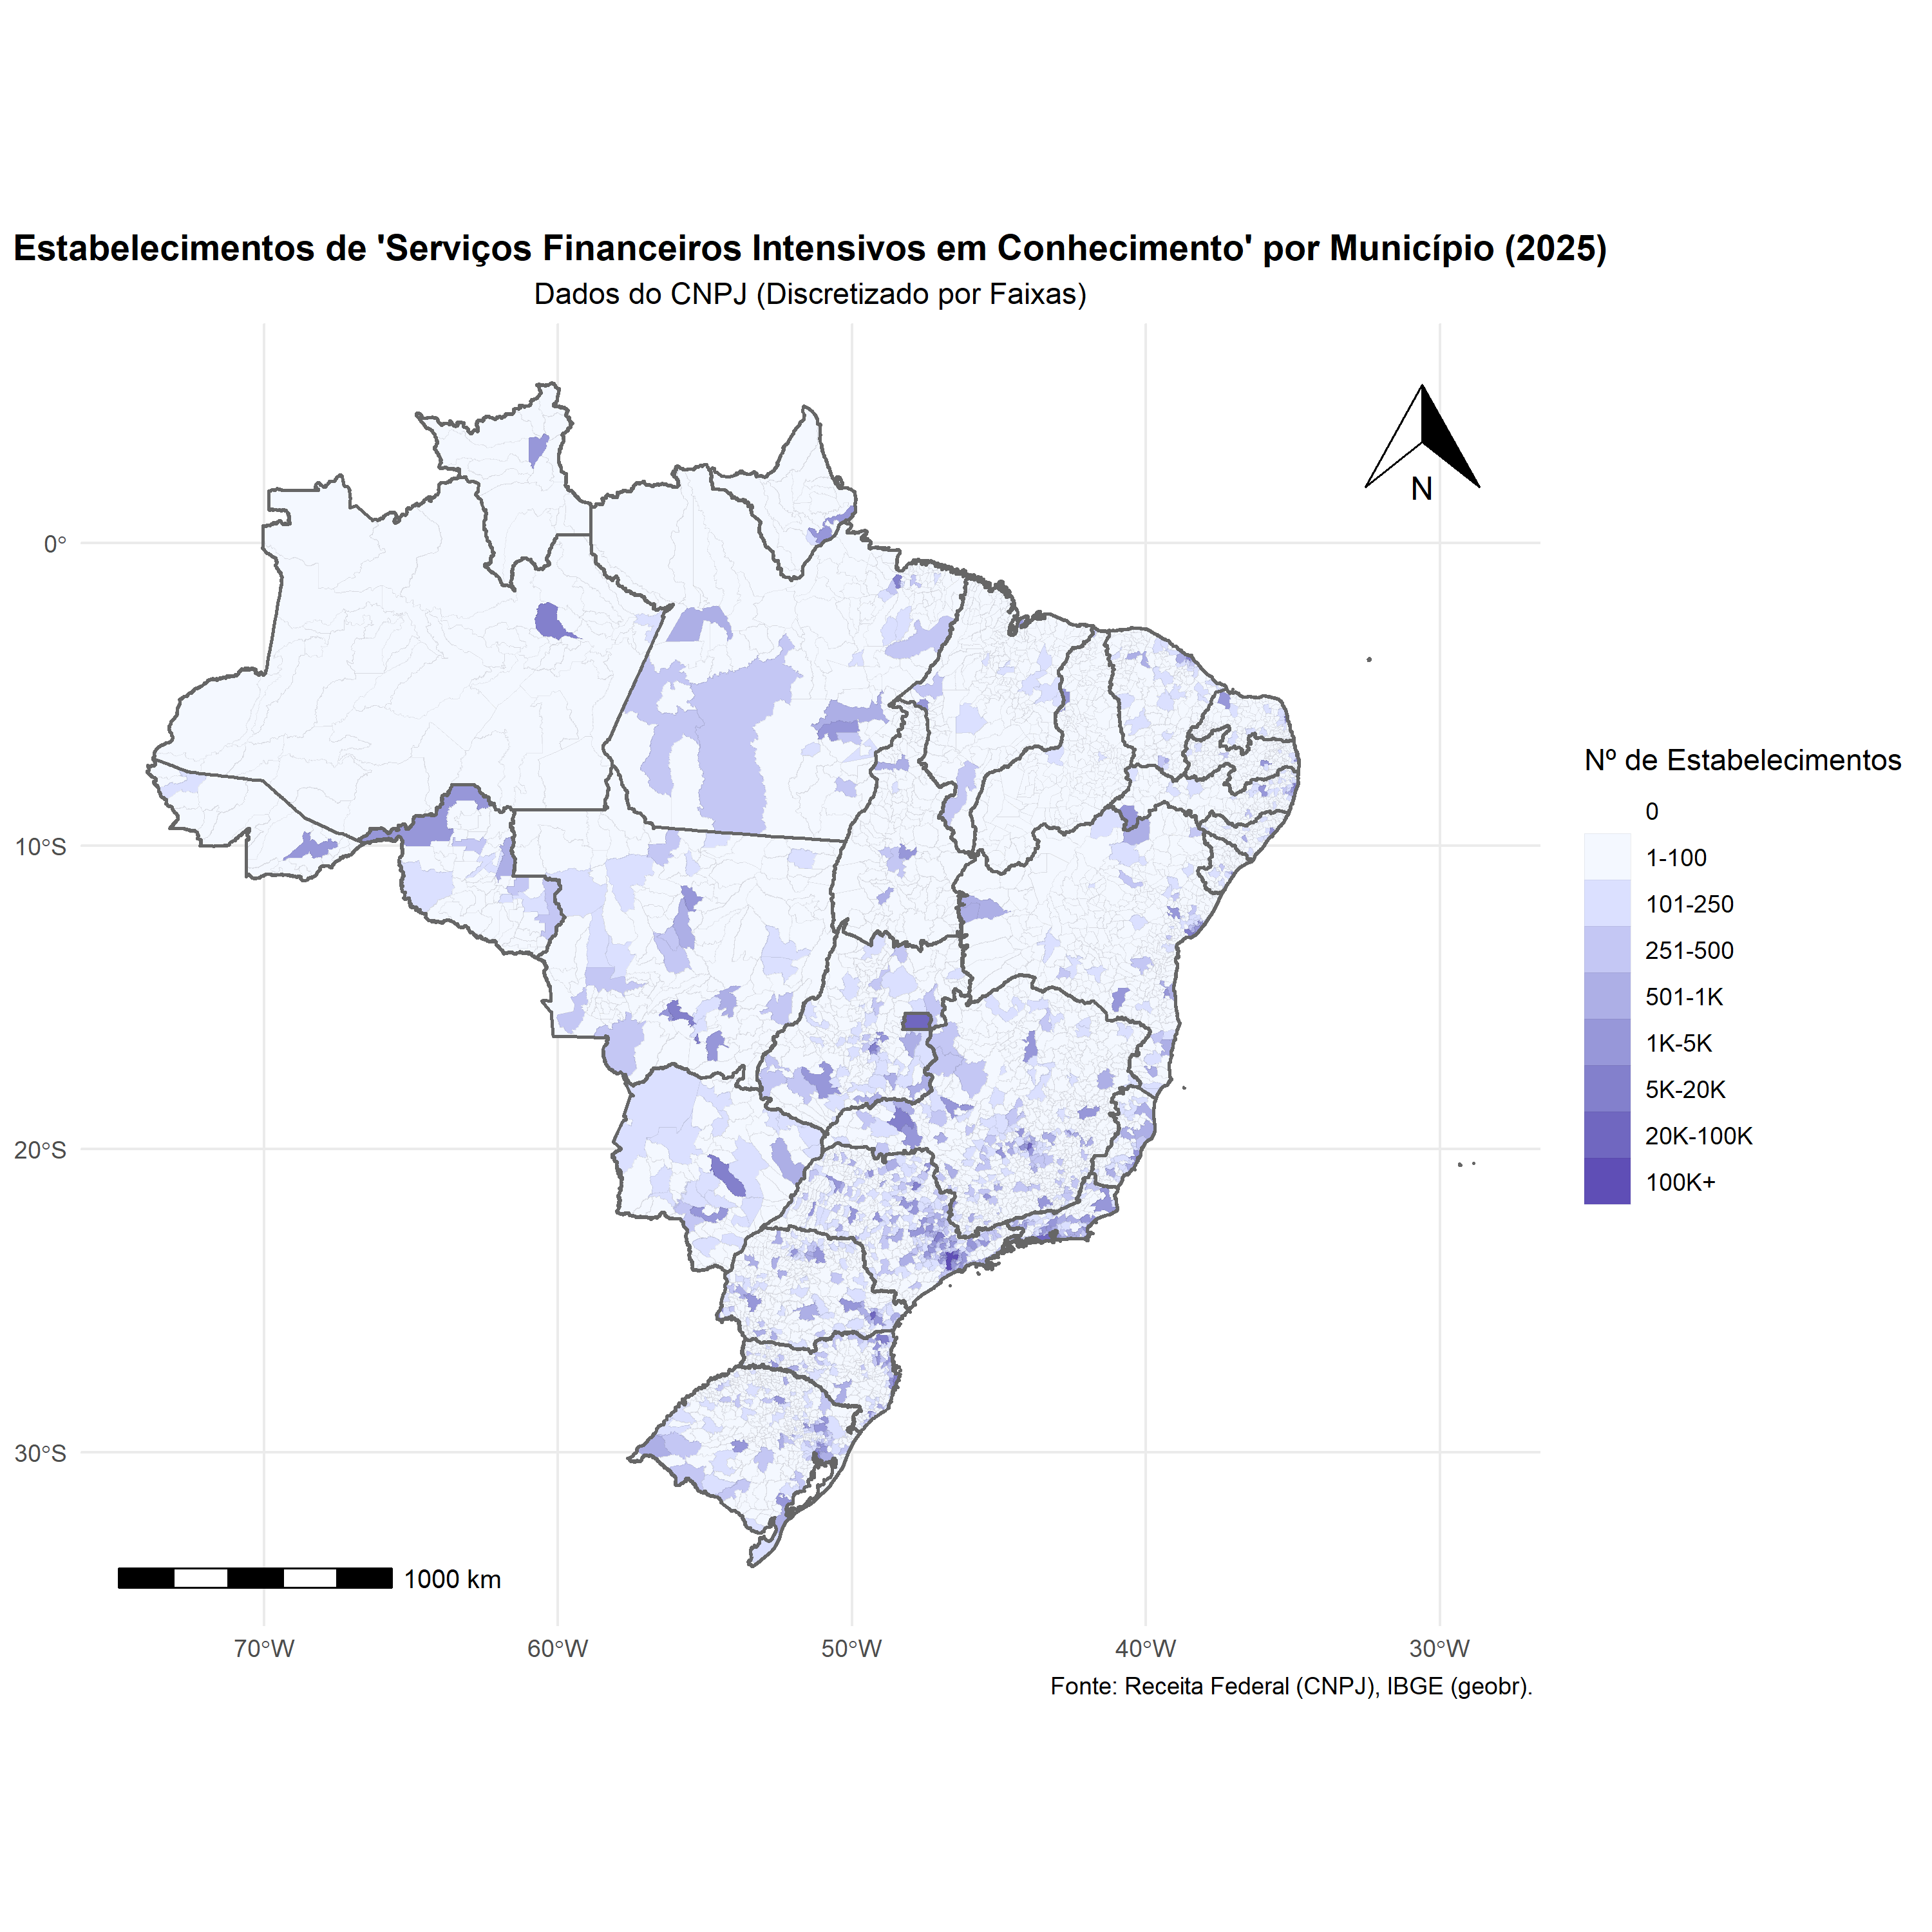 Estabelecimentos de 'Serviços Financeiros Intensivos em Conhecimento' por Município (2025)
Dados do CNPJ (Discretizado por Faixas)
N
0°
10°S
20°S
30°S
70°W
60°W
50°W
40°W
30°W
1000 km
Nº de Estabelecimentos
0
1-100
101-250
251-500
501-1K
1K-5K
5K-20K
20K-100K
100K+
Fonte: Receita Federal (CNPJ), IBGE (geobr).